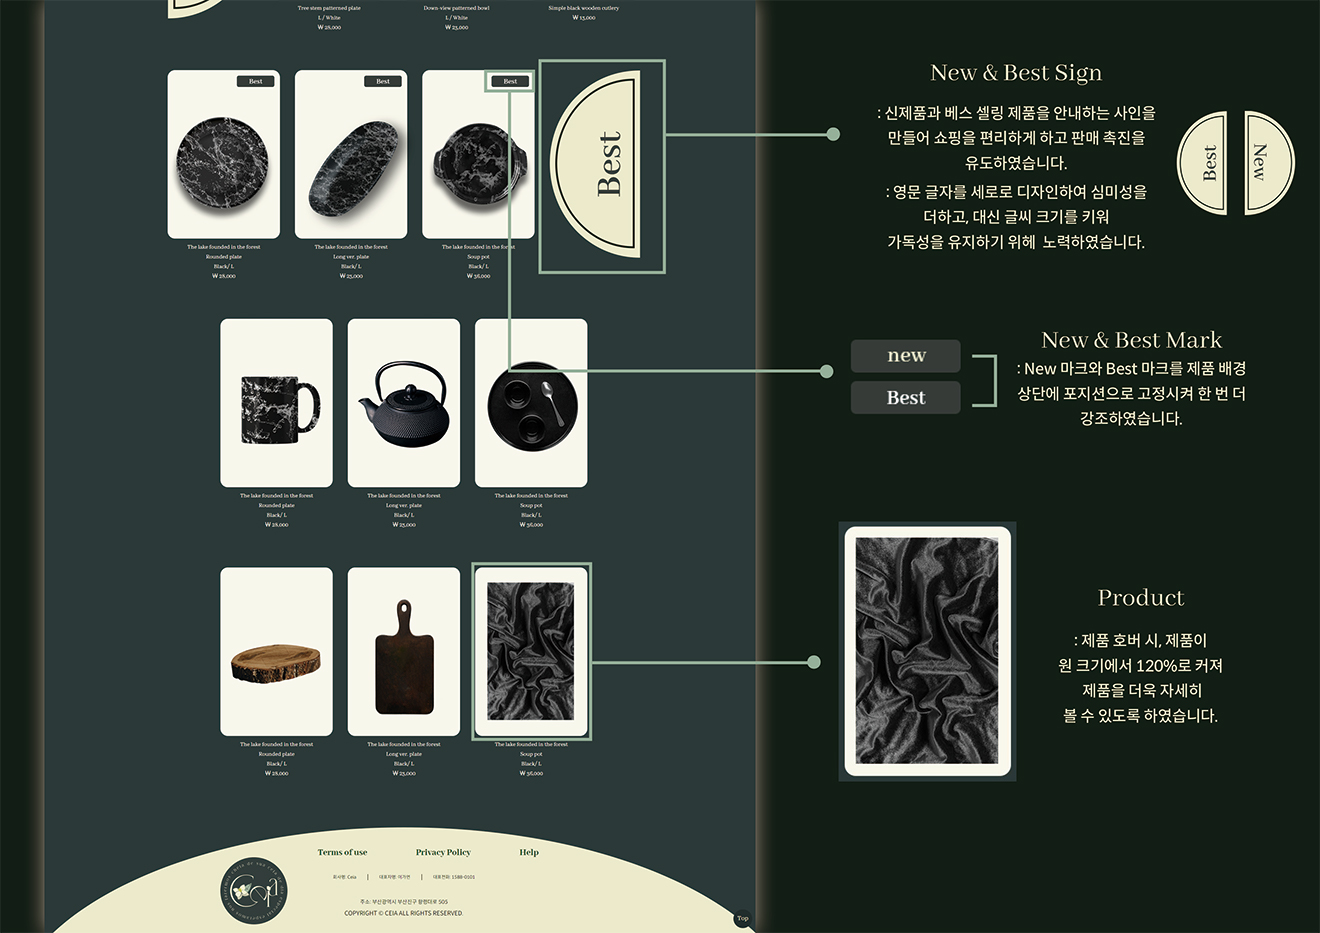 Tree stem patterned plate
L / White
₩ 28,000
Down-view patterned bowl
L / White
₩ 23,000
Simple black wooden cutlery
₩ 13,000
Best
Best
Best
Best
The lake founded in the forest
Rounded plate
Black/ L
₩ 28,000
The lake founded in the forest
Long ver. plate
Black/ L
₩ 23,000
The lake founded in the forest
Soup pot
Black/ L
₩ 36,000
The lake founded in the forest
Rounded plate
Black/ L
₩ 28,000
The lake founded in the forest
Long ver. plate
Black/ L
₩ 23,000
The lake founded in the forest
Soup pot
Black/ L
₩ 36,000
The lake founded in the forest
Rounded plate
Black/ L
₩ 28,000
The lake founded in the forest
Long ver. plate
Black/ L
₩ 23,000
The lake founded in the forest
Soup pot
Black/ L
₩ 36,000
Terms of use
Privacy Policy
Help
Ceia
회사명: Ceia
대표전화: 1588-0101
주소: 부산광역시 부산진구 황령대로 505
COPYRIGHT © CEIA ALL RIGHTS RESERVED.
Top
New & Best Sign
: 신제품과 베스 셀링 제품을 안내하는 사인을
만들어 쇼핑을 편리하게 하고 판매 촉진을
유도하였습니다.
: 영문 글자를 세로로 디자인하여 심미성을
더하고, 대신 글씨 크기를 키워
가독성을 유지하기 위헤 노력하였습니다.
Best
New
new
Best
New & Best Mark
: New 마크와 Best 마크를 제품 배경
상단에 포지션으로 고정시켜 한 번 더
강조하였습니다.
Product
: 제품 호버 시, 제품이
원 크기에서 120%로 커져
제품을 더욱 자세히
볼 수 있도록 하였습니다.